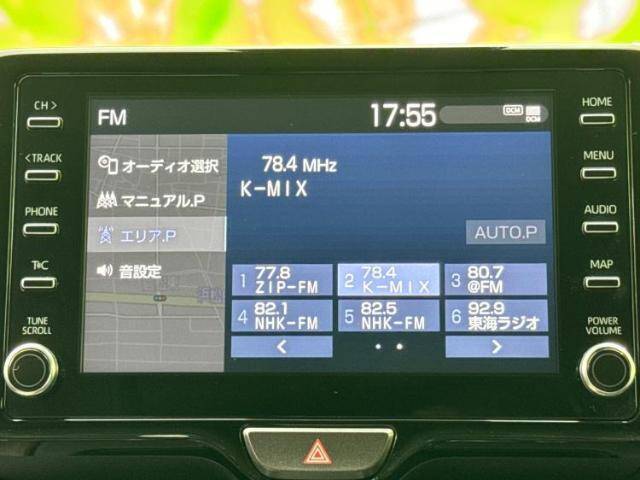 CH >
FM
17:55
DCM
DCM
HOME
< TRACK
オーディオ選択
78.4 MHz
MENU
マニュアル.P
K-MIX
PHONE
エリア.P
AUTO.P
AUDIO
T&C
音設定
1 77.8 ZIP-FM
2 78.4 K-MIX
3 80.7 @FM
MAP
TUNE SCROLL
4 82.1 NHK-FM
5 82.5 NHK-FM
6 92.9 東海ラジオ
POWER VOLUME
<
>